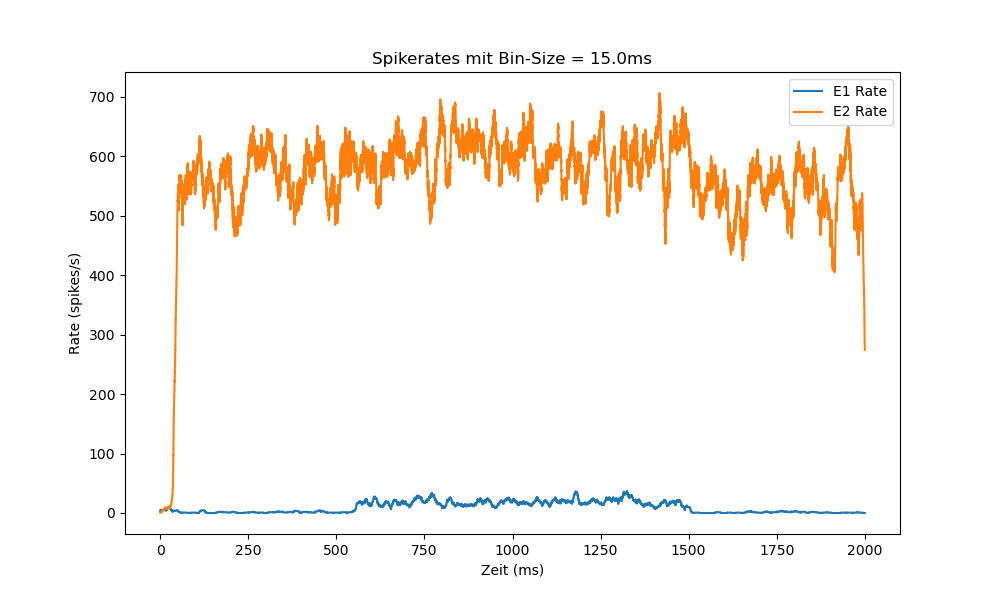 Spikerates mit Bin-Size = 15.0ms
E1 Rate
E2 Rate
Rate (spikes/s)
700
600
500
400
300
200
100
0
0 250 500 750 1000 1250 1500 1750 2000
Zeit (ms)